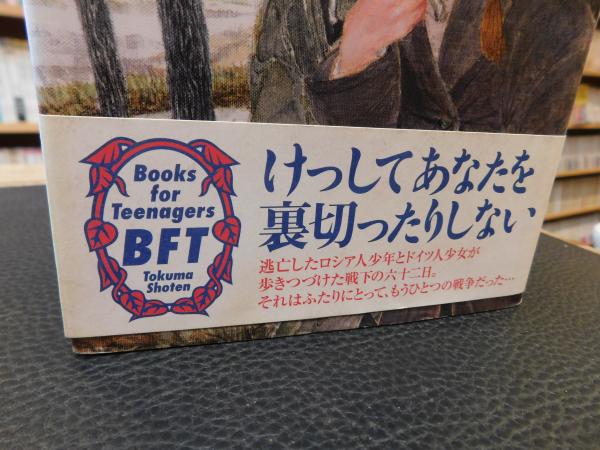 Books
for
Teenagers
BFT
Tokuma
Shoten
けっしてあなたを
裏切ったりしない
逃亡したロシア人少年とドイツ人少女が
歩きつづけた戦下の六十二日。
それはふたりにとって、もうひとつの戦争だった…